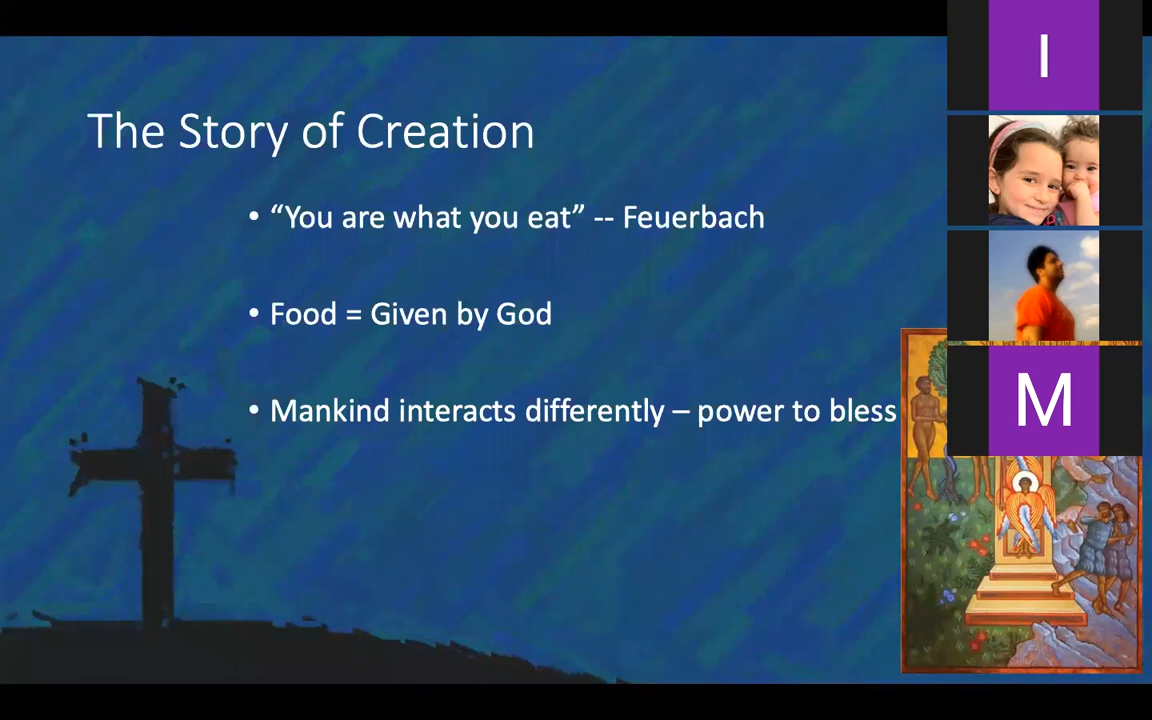 The Story of Creation
• “You are what you eat” -- Feuerbach
• Food = Given by God
• Mankind interacts differently – power to bless
I
M